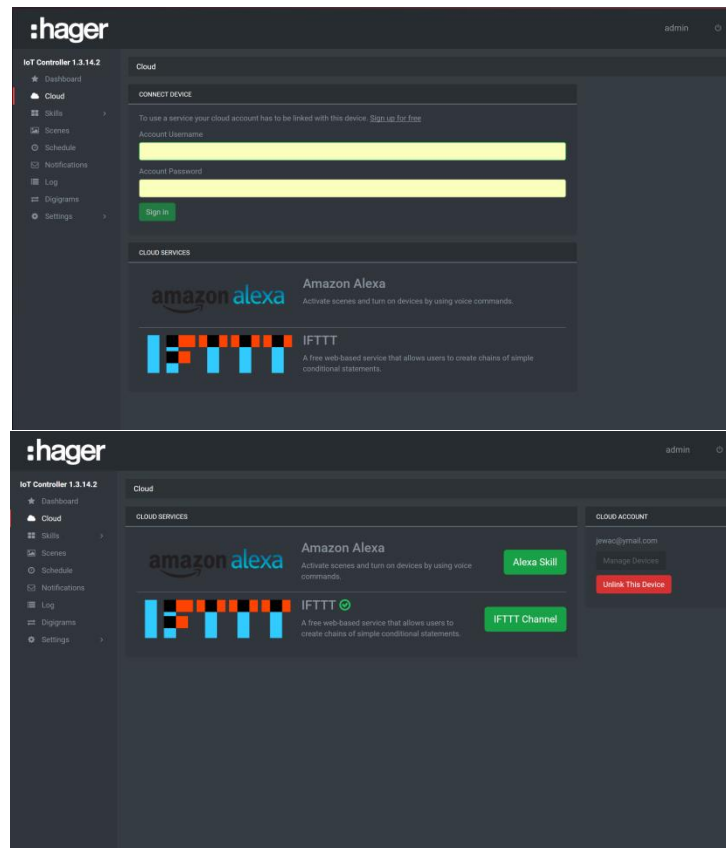 :hager
admin
IoT Controller 1.3.14.2
Dashboard
Cloud
Skills
Scenes
Schedule
Notifications
Log
Digigrams
Settings
Cloud
CONNECT DEVICE
To use a service your cloud account has to be linked with this device. Sign up for free
Account Username
Account Password
Sign in
CLOUD SERVICES
amazon alexa
Amazon Alexa
Activate scenes and turn on devices by using voice commands.
IFTTT
IFTTT
A free web-based service that allows users to create chains of simple
conditional statements.
:hager
admin
IoT Controller 1.3.14.2
Dashboard
Cloud
Skills
Scenes
Schedule
Notifications
Log
Digigrams
Settings
Cloud
CLOUD SERVICES
amazon alexa
Amazon Alexa
Activate scenes and turn on devices by using voice
commands.
Alexa Skill
IFTTT
IFTTT
A free web-based service that allows users to
create chains of simple conditional statements.
IFTTT Channel
CLOUD ACCOUNT
jewac@ymail.com
Manage Devices
Unlink This Device